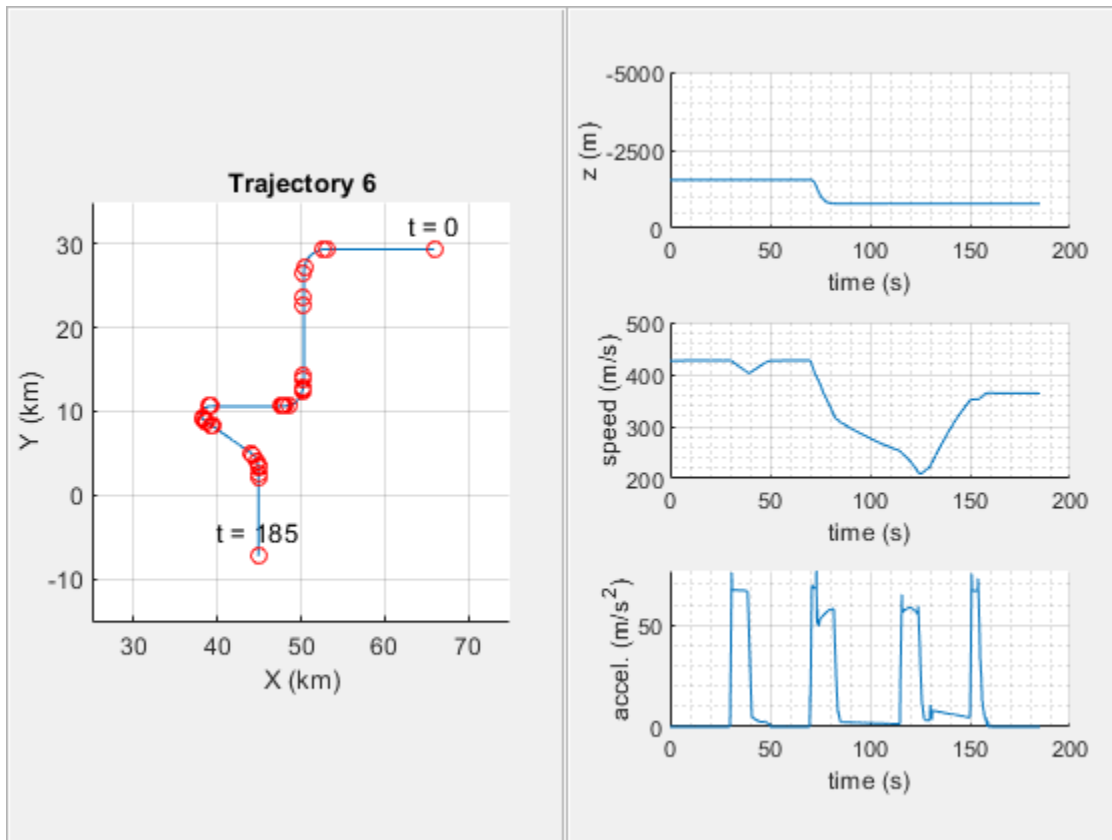 Trajectory 6
t = 0
30
20
10
0
-10
Y (km)
t = 185
30 40 50 60 70
X (km)
-5000
-2500
0
z (m)
0 50 100 150 200
time (s)
500
400
300
200
speed (m/s)
0 50 100 150 200
time (s)
50
0
accel. (m/s²)
0 50 100 150 200
time (s)